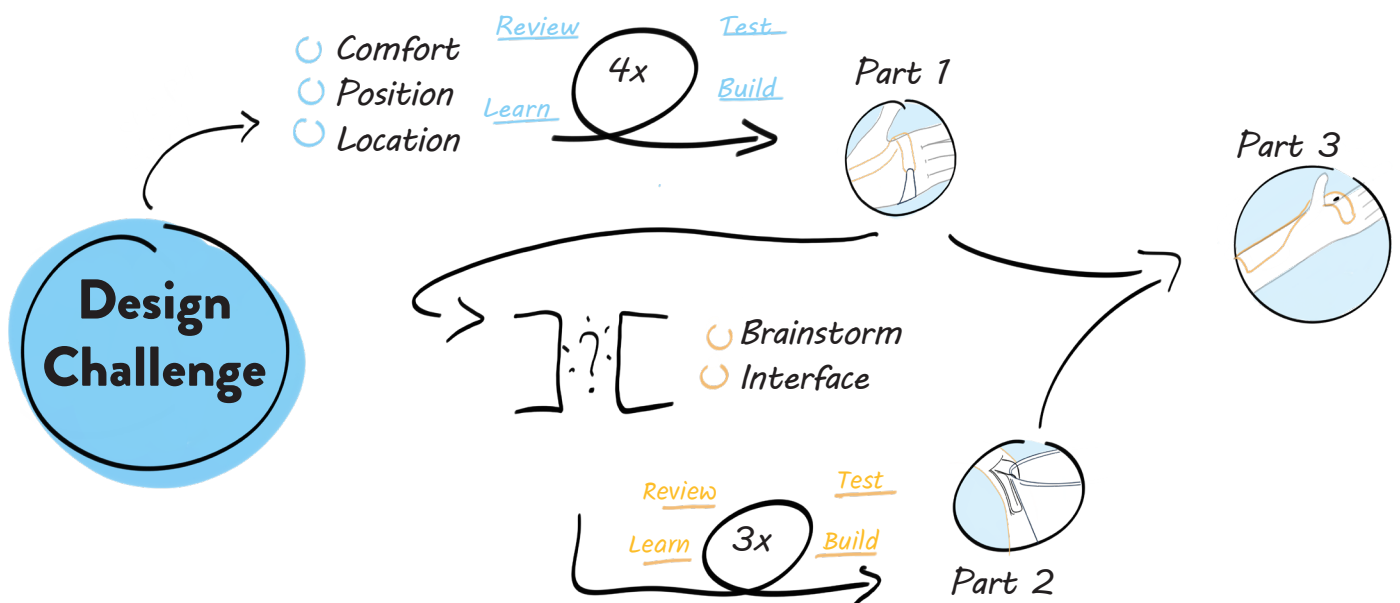 Design
Challenge
Comfort
Position
Location
Review
Test
4x
Learn
Build
Part 1
?
Brainstorm
Interface
Review
Test
3x
Learn
Build
Part 2
Part 3